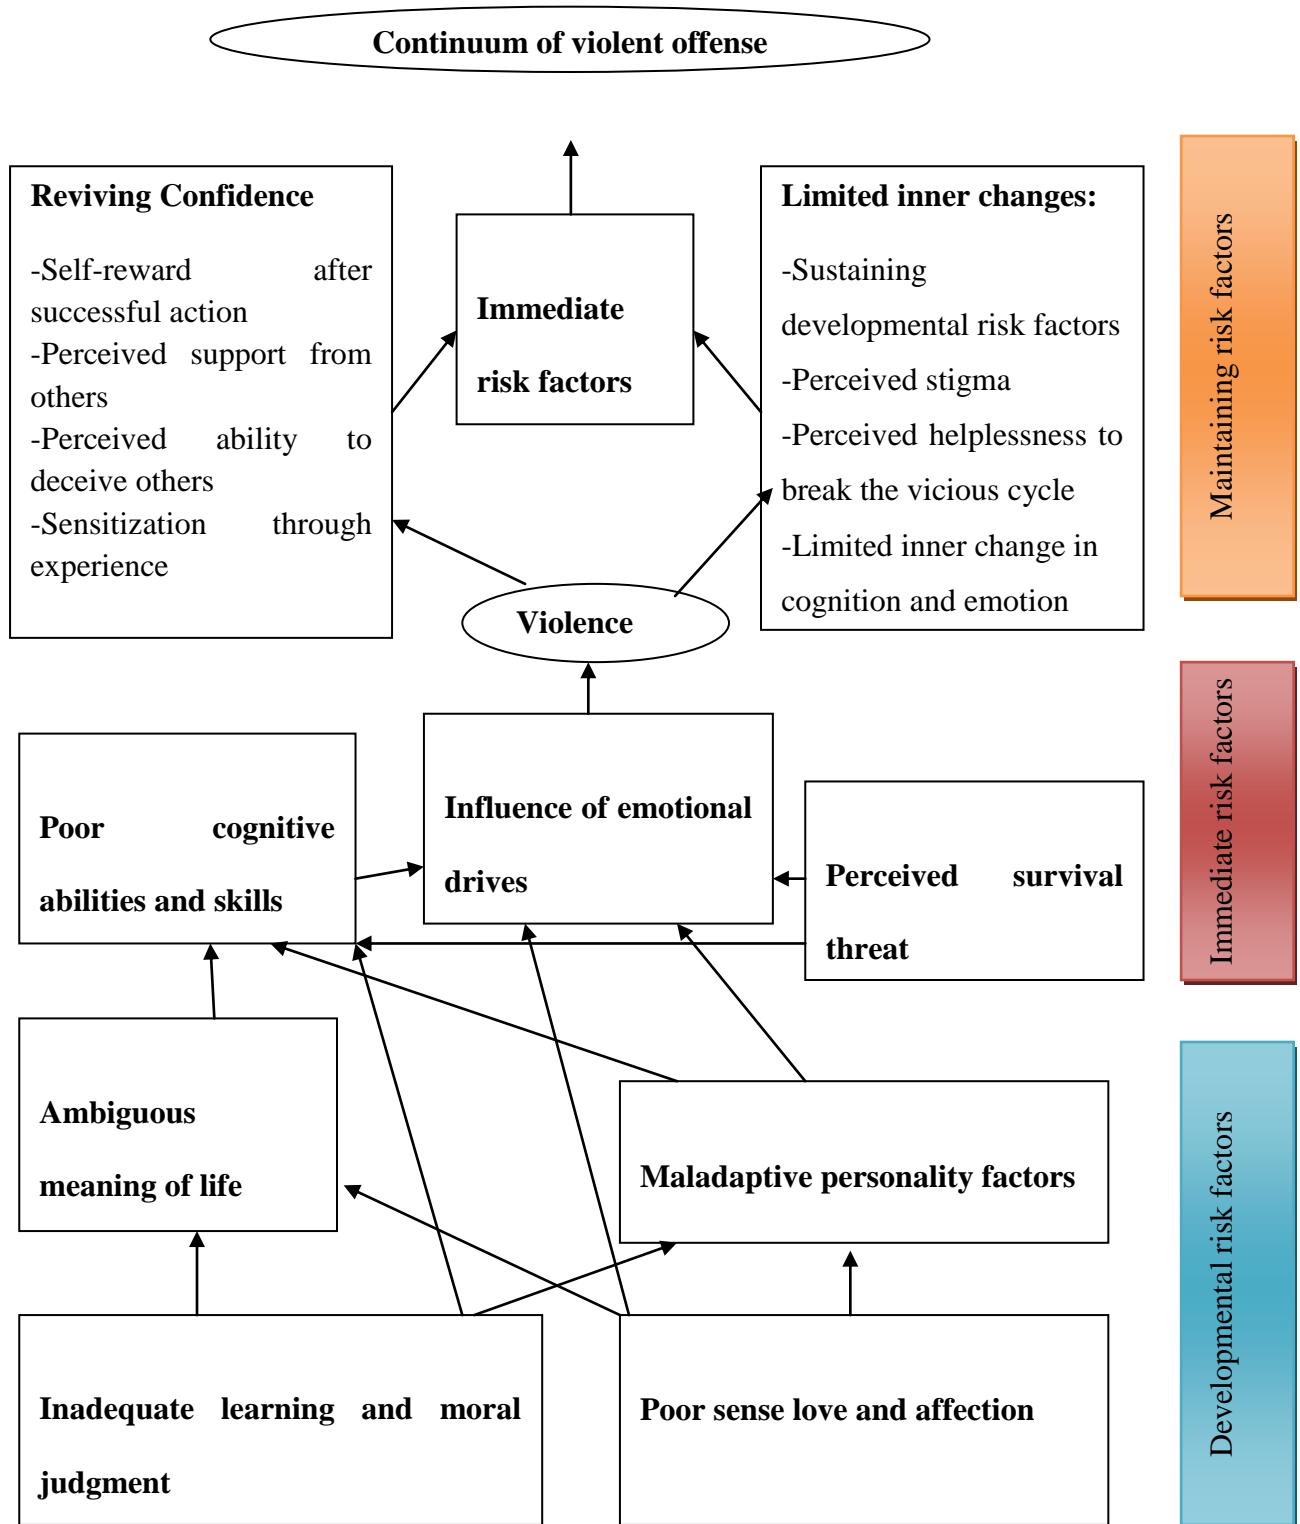 Continuum of violent offense
Reviving Confidence
-Self-reward after
successful action
-Perceived support from
others
-Perceived ability to
deceive others
-Sensitization through
experience
Immediate
risk factors
Limited inner changes:
-Sustaining
developmental risk factors
-Perceived stigma
-Perceived helplessness to
break the vicious cycle
-Limited inner change in
cognition and emotion
Maintaining risk factors
Violence
Poor cognitive
abilities and skills
Influence of emotional
drives
Perceived survival
threat
Immediate risk factors
Ambiguous
meaning of life
Maladaptive personality factors
Inadequate learning and moral
judgment
Poor sense love and affection
Developmental risk factors